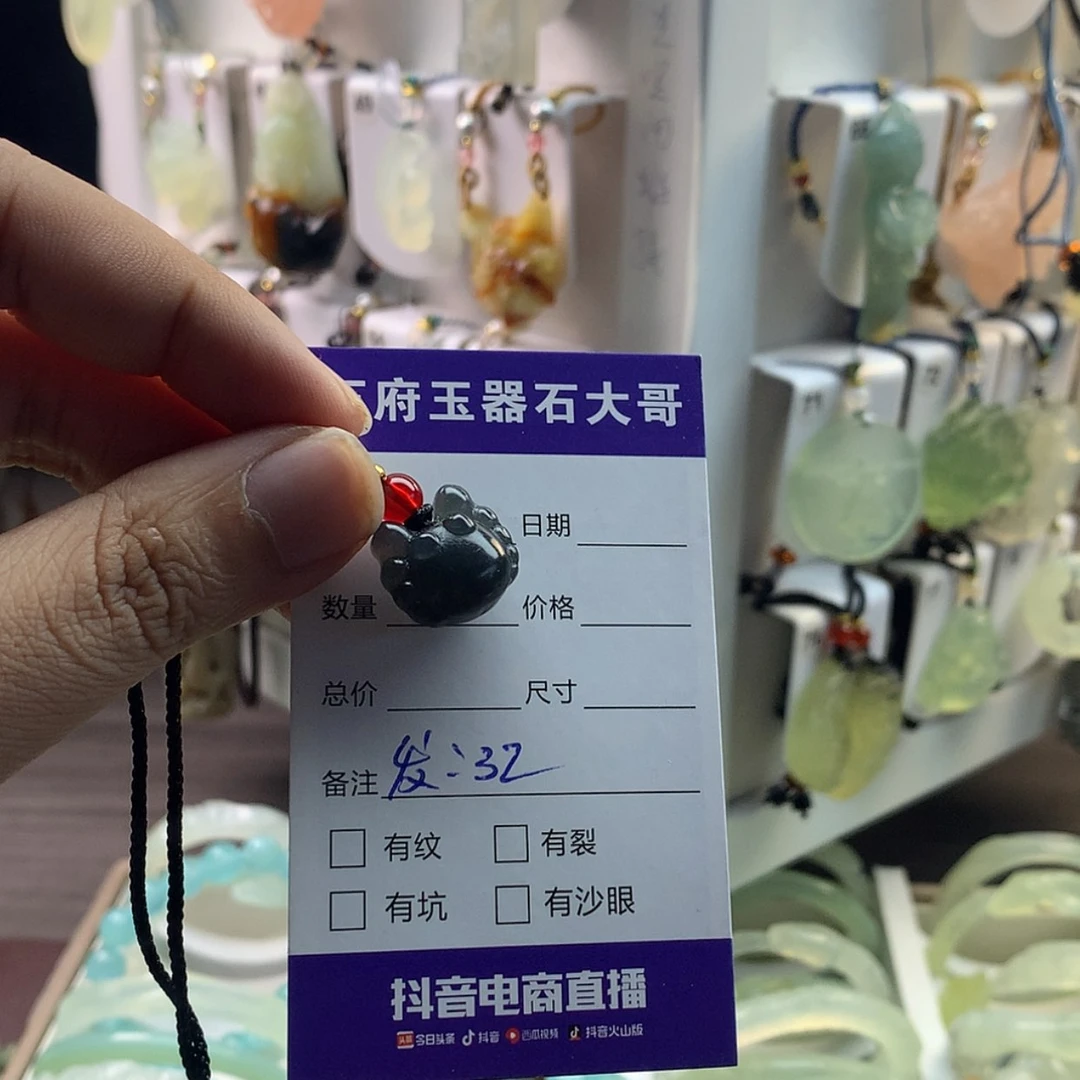 府玉器石大哥
日期
数量 价格
总价 尺寸
备注 发:32
有纹 有裂
有坑 有沙眼
抖音电商直播
头条 今日头条 抖音 西瓜视频 抖音火山版